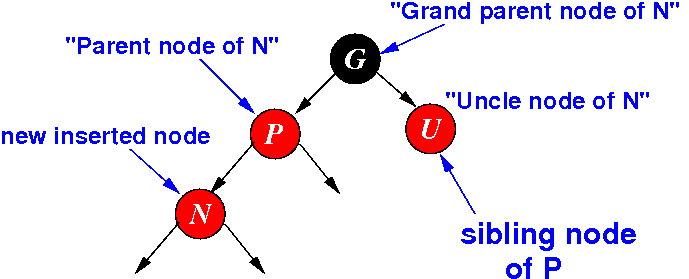 "Grand parent node of N"
"Parent node of N"
G
"Uncle node of N"
P
U
new inserted node
N
sibling node
of P